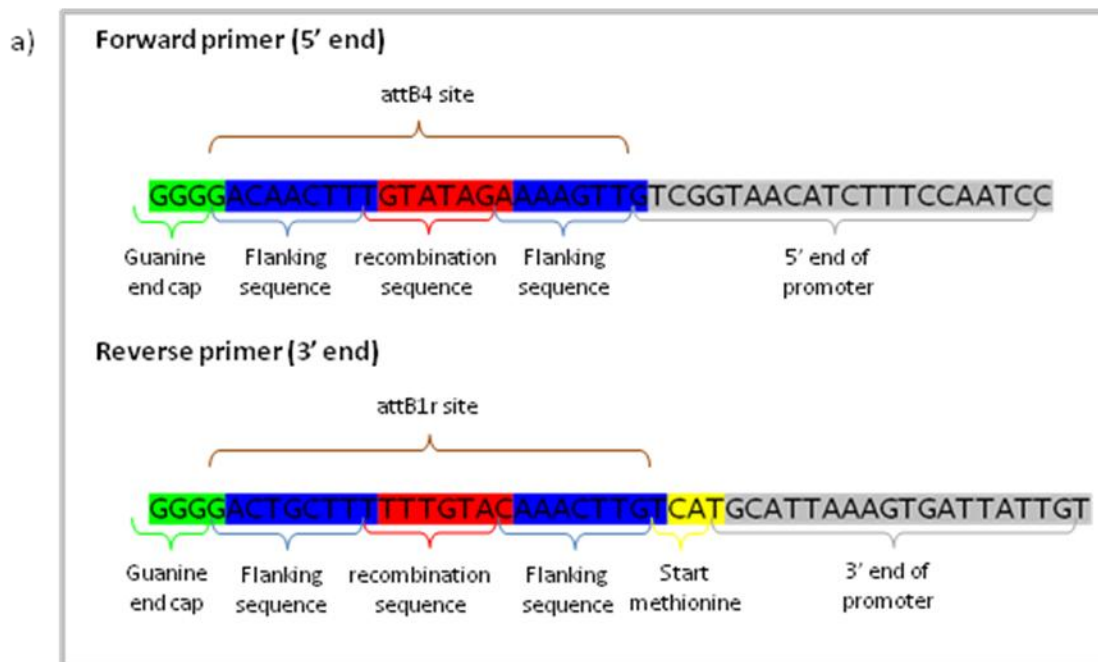 a)
Forward primer (5’ end)
attB4 site
GGGGACAACTTTGTATAGAAAAGTTGTCGGTAACATCTTTCCAATCC
Guanine end cap
Flanking sequence
recombination sequence
Flanking sequence
5’ end of promoter
Reverse primer (3’ end)
attB1r site
GGGGACTGCTTTTTTGTACAAACTTGTCATGCATTAAAGTGATTATTGT
Guanine end cap
Flanking sequence
recombination sequence
Flanking sequence
Start methionine
3’ end of promoter